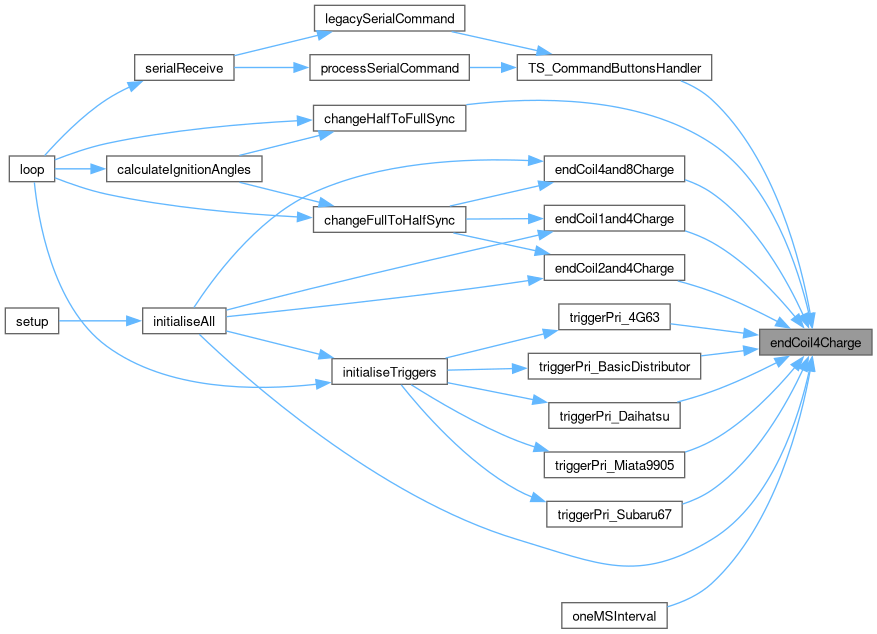 legacySerialCommand
serialReceive
processSerialCommand
TS_CommandButtonsHandler
changeHalfToFullSync
loop
calculateIgnitionAngles
endCoil4and8Charge
changeFullToHalfSync
endCoil1and4Charge
endCoil2and4Charge
setup
initialiseAll
triggerPri_4G63
endCoil4Charge
initialiseTriggers
triggerPri_BasicDistributor
triggerPri_Daihatsu
triggerPri_Miata9905
triggerPri_Subaru67
oneMSInterval